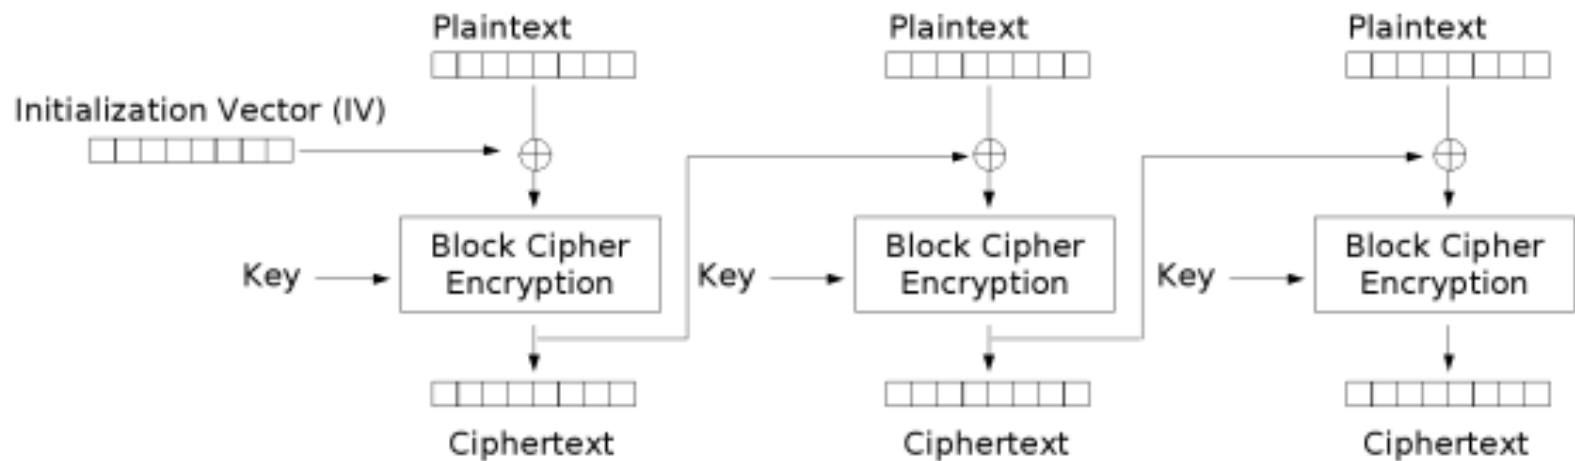 Plaintext
Plaintext
Plaintext
Initialization Vector (IV)
Key
Block Cipher
Encryption
Key
Block Cipher
Encryption
Key
Block Cipher
Encryption
Ciphertext
Ciphertext
Ciphertext